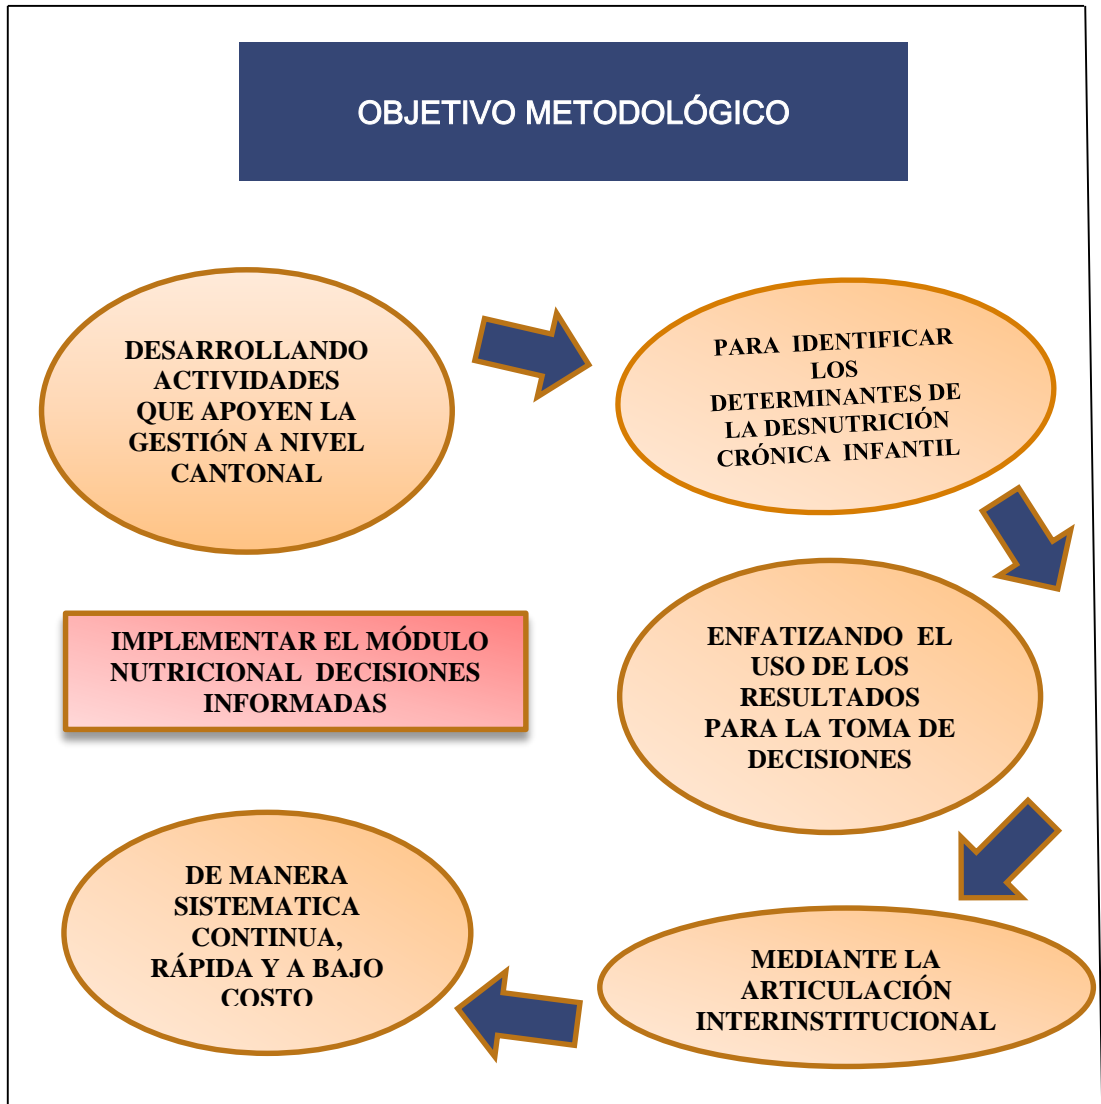 OBJETIVO METODOLÓGICO
DESARROLLANDO
ACTIVIDADES
QUE APOYEN LA
GESTIÓN A NIVEL
CANTONAL
PARA IDENTIFICAR
LOS
DETERMINANTES DE
LA DESNUTRICIÓN
CRÓNICA INFANTIL
ENFATIZANDO EL
USO DE LOS
RESULTADOS
PARA LA TOMA DE
DECISIONES
MEDIANTE LA
ARTICULACIÓN
INTERINSTITUCIONAL
DE MANERA
SISTEMATICA
CONTINUA,
RÁPIDA Y A BAJO
COSTO
IMPLEMENTAR EL MÓDULO
NUTRICIONAL DECISIONES
INFORMADAS